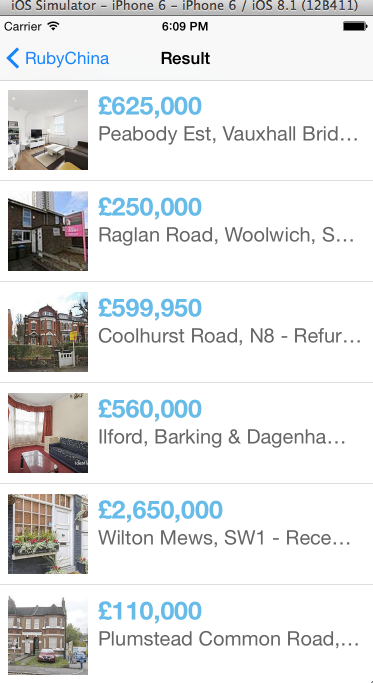 iOS Simulator - iPhone 6 - iPhone 6 / iOS 8.1 (12B411)
Carrier 6:09 PM
RubyChina Result
£625,000
Peabody Est, Vauxhall Brid…
£250,000
Raglan Road, Woolwich, S…
£599,950
Coolhurst Road, N8 - Refur…
£560,000
Ilford, Barking & Dagenha…
£2,650,000
Wilton Mews, SW1 - Rece…
£110,000
Plumstead Common Road,…